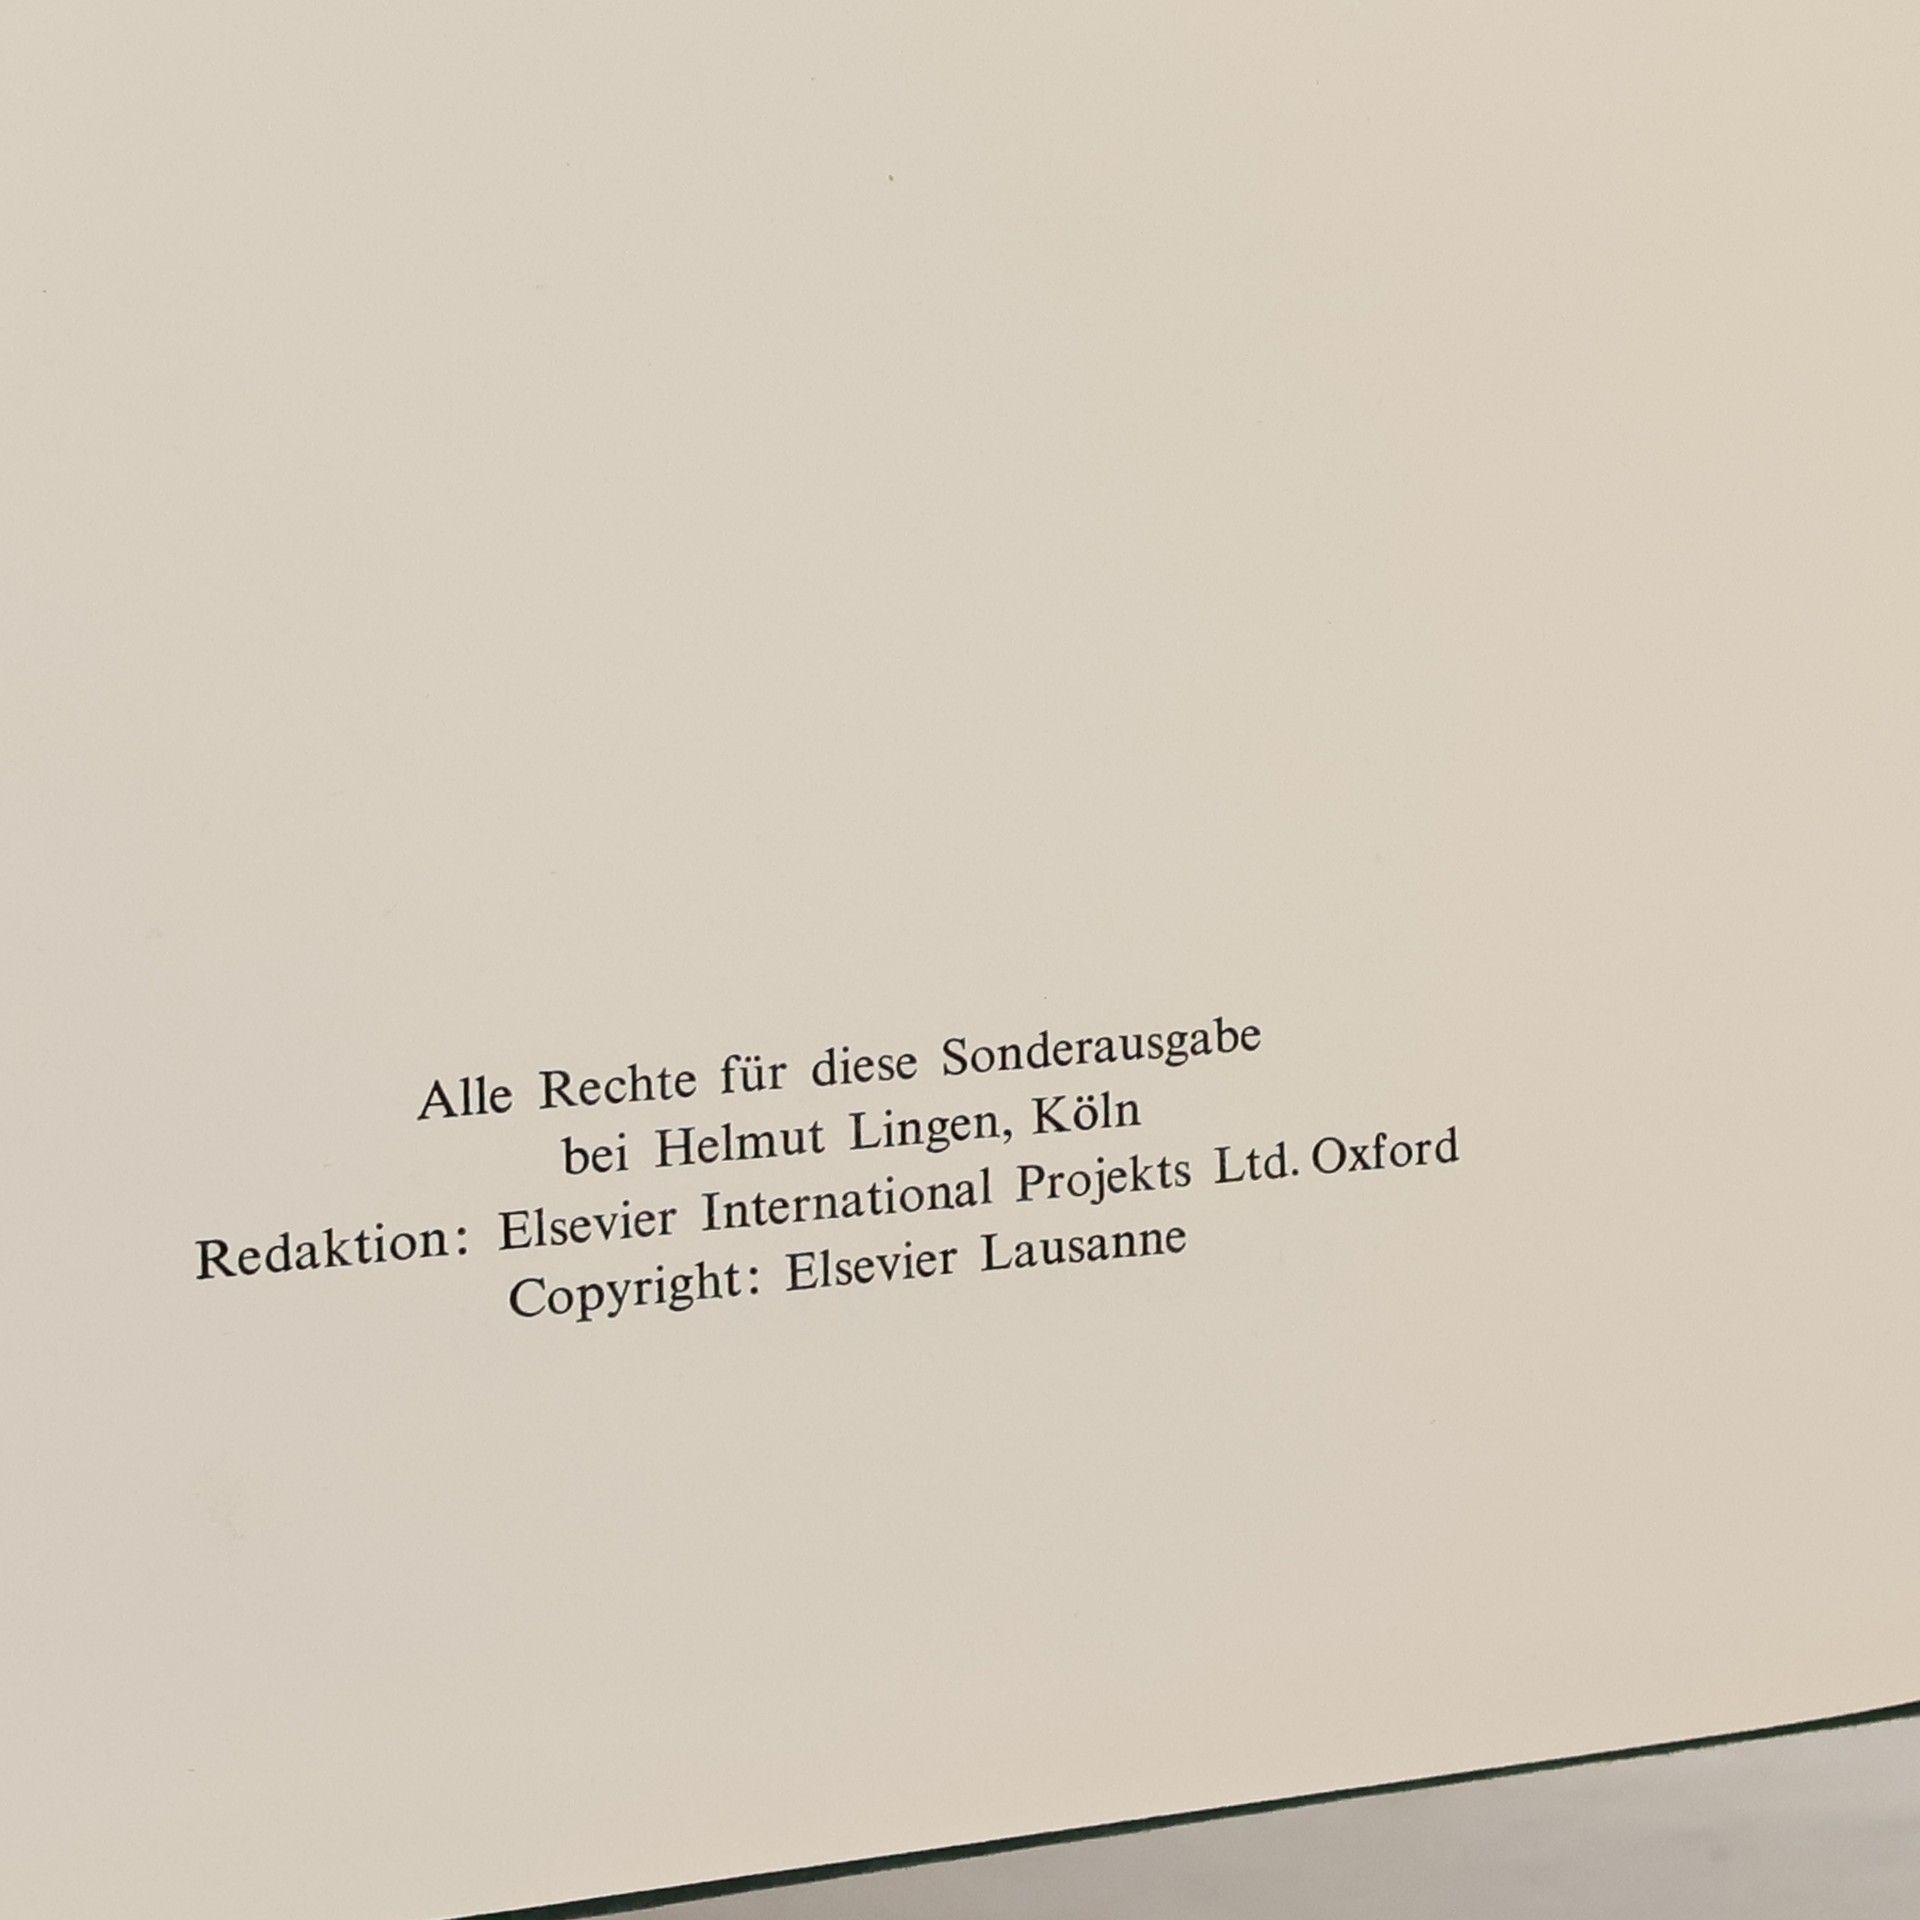 Alle Rechte für diese Sonderausgabe
bei Helmut Lingen, Köln
Redaktion: Elsevier International Projekts Ltd. Oxford
Copyright: Elsevier Lausanne